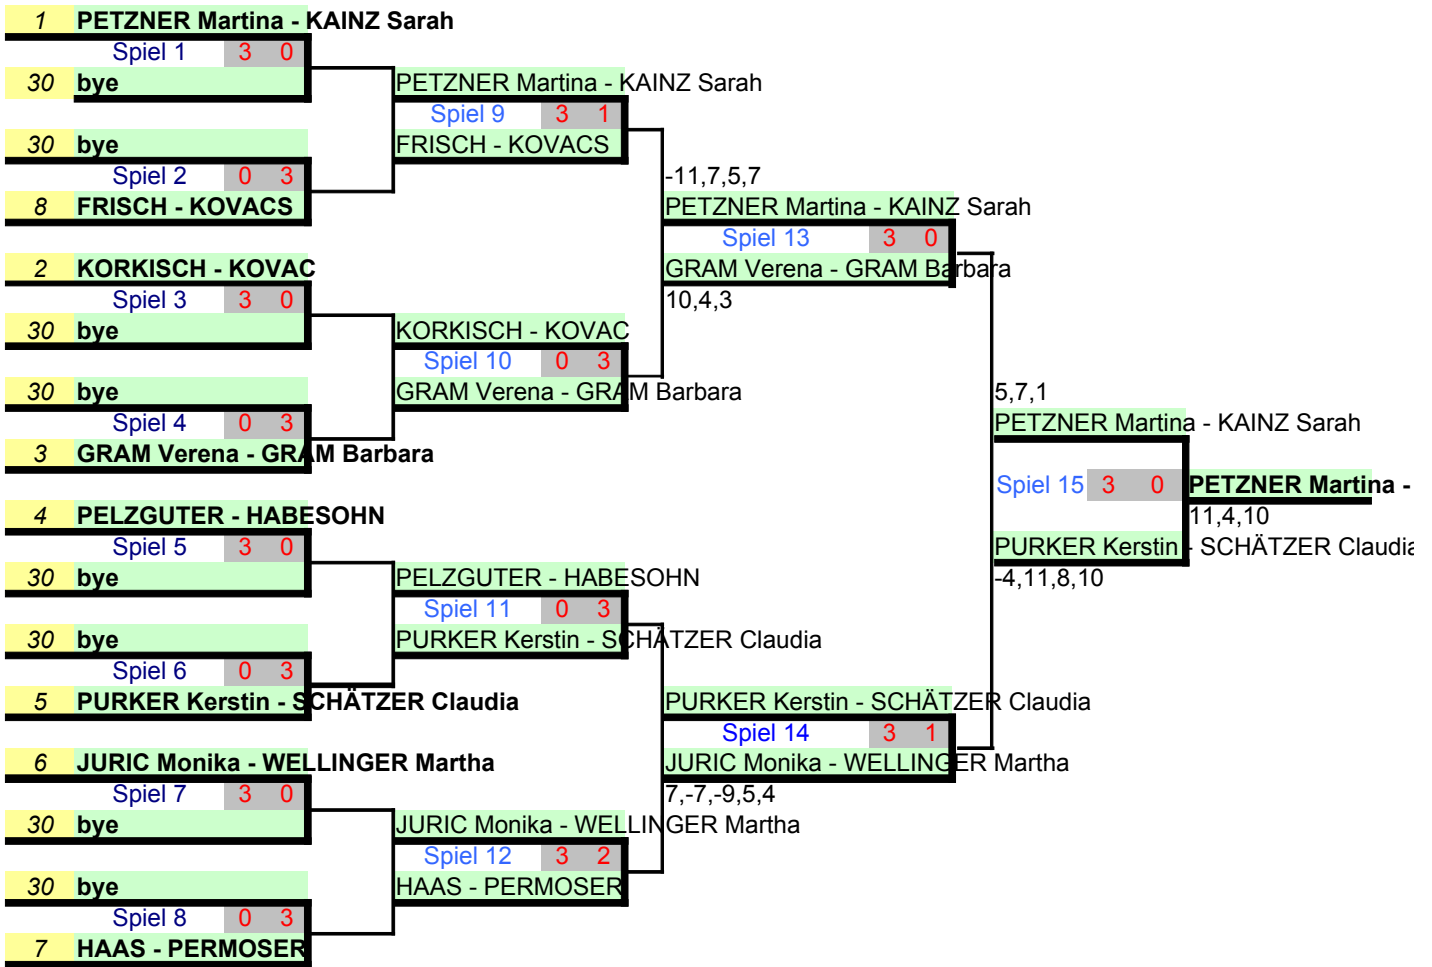 1 PETZNER Martina - KAINZ Sarah
Spiel 1 3 0
30 bye
PETZNER Martina - KAINZ Sarah
Spiel 9 3 1
30 bye
FRISCH - KOVACS
Spiel 2 0 3
-11,7,5,7
8 FRISCH - KOVACS
PETZNER Martina - KAINZ Sarah
Spiel 13 3 0
2 KORKISCH - KOVAC
GRAM Verena - GRAM Barbara
Spiel 3 3 0
10,4,3
30 bye
KORKISCH - KOVAC
Spiel 10 0 3
30 bye
GRAM Verena - GRAM Barbara
5,7,1
Spiel 4 0 3
PETZNER Martina - KAINZ Sarah
3 GRAM Verena - GRAM Barbara
Spiel 15 3 0
PETZNER Martina -
4 PELZGUTER - HABESOHN
11,4,10
Spiel 5 3 0
PURKER Kerstin - SCHÄTZER Claudia
30 bye
PELZGUTER - HABESOHN
-4,11,8,10
Spiel 11 0 3
30 bye
PURKER Kerstin - SCHÄTZER Claudia
Spiel 6 0 3
5 PURKER Kerstin - SCHÄTZER Claudia
PURKER Kerstin - SCHÄTZER Claudia
Spiel 14 3 1
6 JURIC Monika - WELLINGER Martha
JURIC Monika - WELLINGER Martha
Spiel 7 3 0
7,-7,-9,5,4
30 bye
JURIC Monika - WELLINGER Martha
Spiel 12 3 2
30 bye
HAAS - PERMOSER
Spiel 8 0 3
7 HAAS - PERMOSER